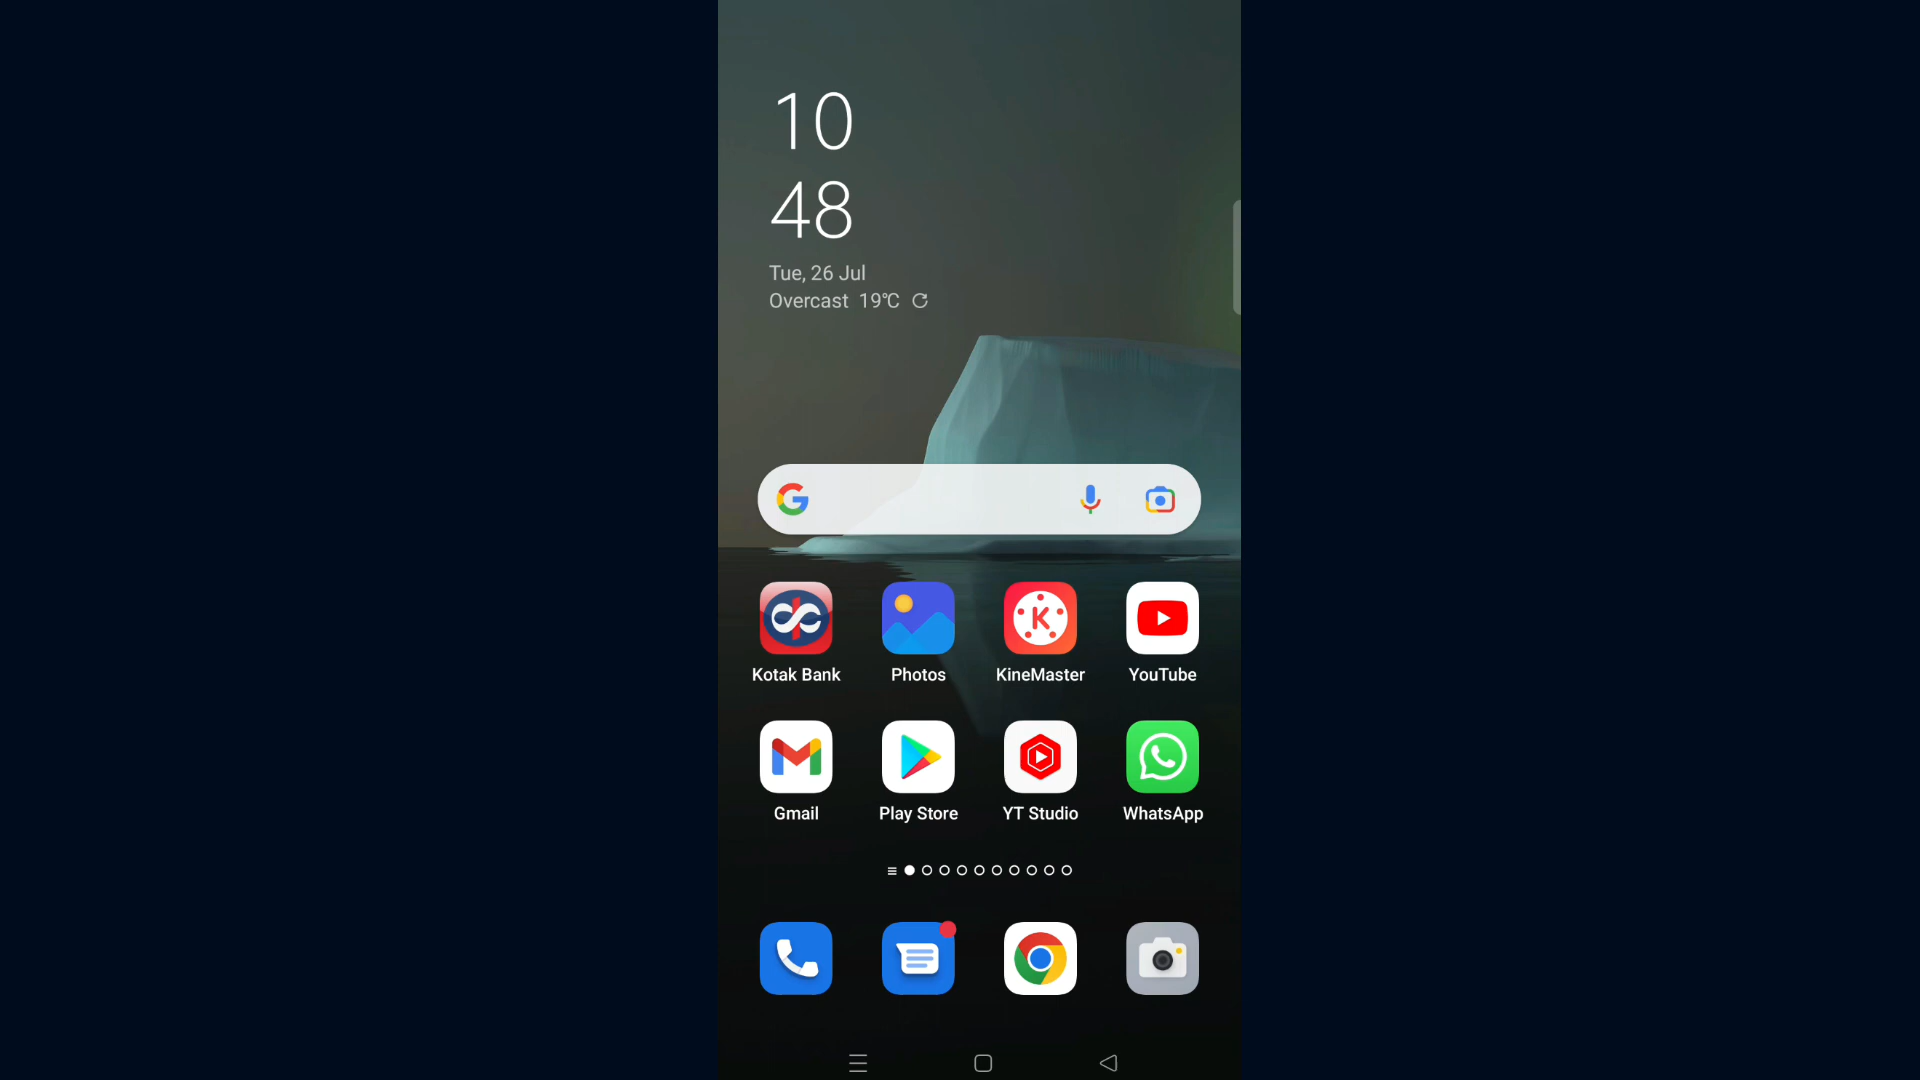 10
48
Tue, 26 Jul
Overcast 19℃
Kotak Bank Photos KineMaster YouTube
Gmail Play Store YT Studio WhatsApp